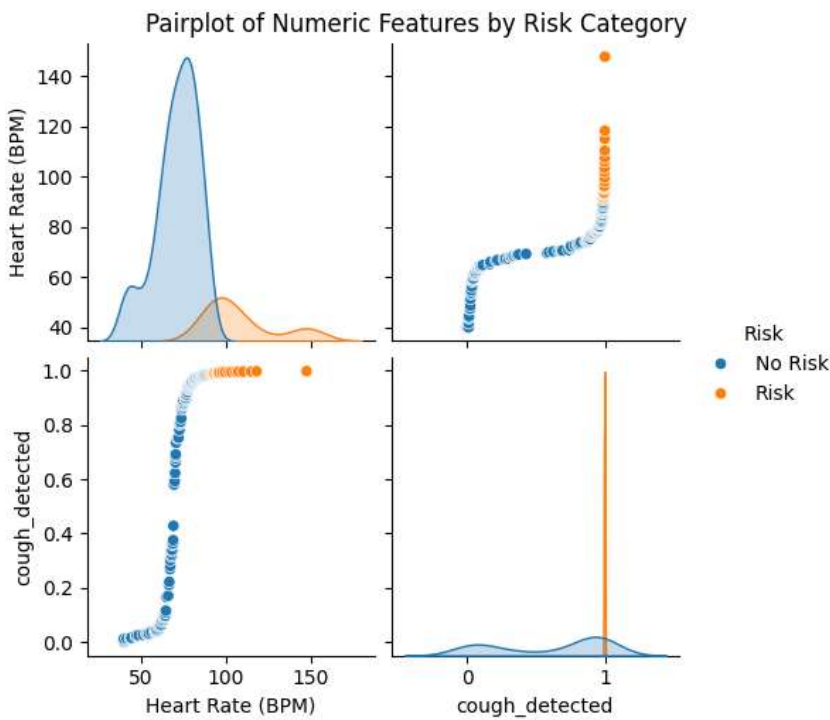 Pairplot of Numeric Features by Risk Category
Heart Rate (BPM)
140
120
100
80
60
40
Risk
No Risk
Risk
cough_detected
1.0
0.8
0.6
0.4
0.2
0.0
50 100 150
Heart Rate (BPM)
0 1
cough_detected